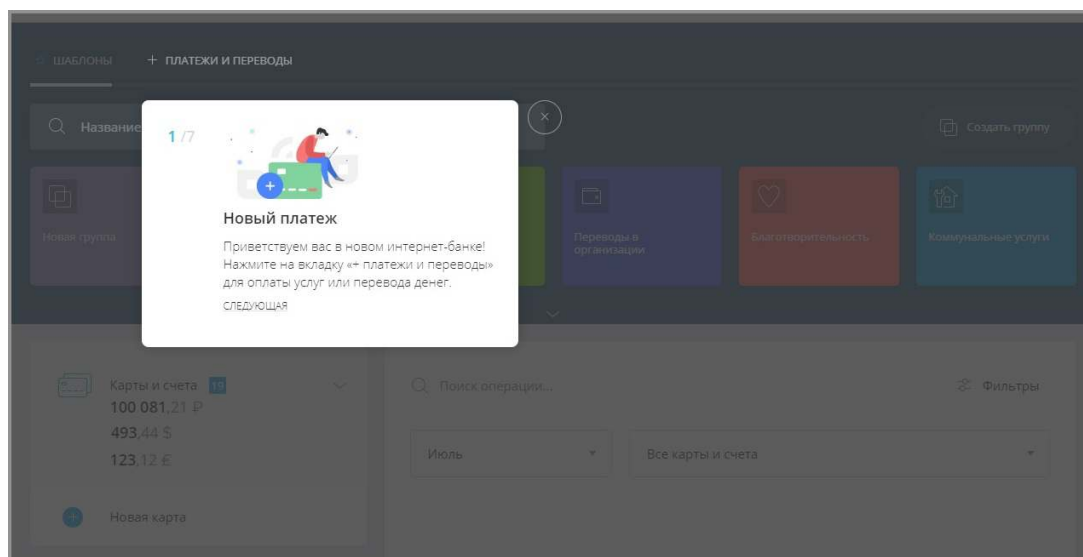 ШАБЛОНЫ
+ ПЛАТЕЖИ И ПЕРЕВОДЫ
Название
Создать группу
1 /7
Новый платеж
Приветствуем вас в новом интернет-банке!
Нажмите на вкладку «+ платежи и переводы»
для оплаты услуг или перевода денег.
СЛЕДУЮЩАЯ
Новая группа
Переводы в
организации
Благотворительность
Коммунальные услуги
Карты и счета 19
100 081,21 ₽
493,44 $
123,12 €
Новая карта
Поиск операции...
Фильтры
Июль
Все карты и счета